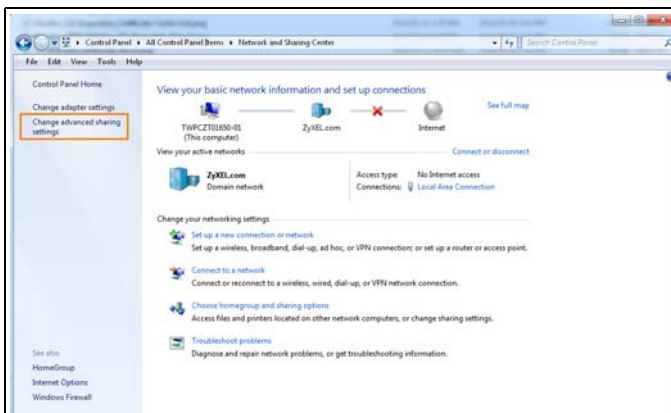 Control Panel ▸ All Control Panel Items ▸ Network and Sharing Center
Search Control Panel
File Edit View Tools Help
Control Panel Home
Change adapter settings
Change advanced sharing
settings
See also
HomeGroup
Internet Options
Windows Firewall
View your basic network information and set up connections
See full map
TWPCZT01650-01
(This computer)
ZyXEL.com
Internet
View your active networks
Connect or disconnect
ZyXEL.com
Domain network
Access type: No Internet access
Connections: Local Area Connection
Change your networking settings
Set up a new connection or network
Set up a wireless, broadband, dial-up, ad hoc, or VPN connection; or set up a router or access point.
Connect to a network
Connect or reconnect to a wireless, wired, dial-up, or VPN network connection.
Choose homegroup and sharing options
Access files and printers located on other network computers, or change sharing settings.
Troubleshoot problems
Diagnose and repair network problems, or get troubleshooting information.